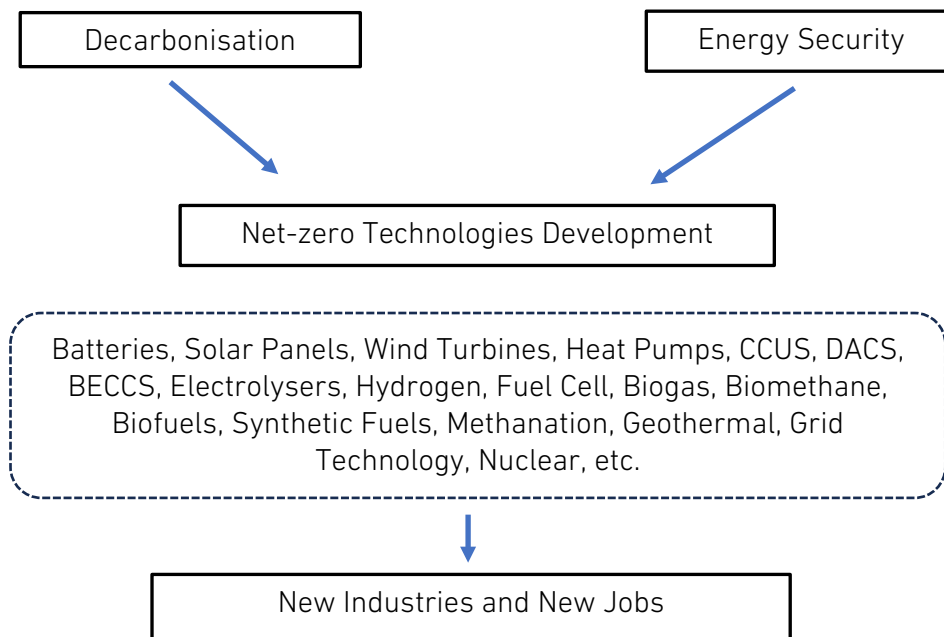 Decarbonisation
Energy Security
Net-zero Technologies Development
Batteries, Solar Panels, Wind Turbines, Heat Pumps, CCUS, DACS,
BECCS, Electrolysers, Hydrogen, Fuel Cell, Biogas, Biomethane,
Biofuels, Synthetic Fuels, Methanation, Geothermal, Grid
Technology, Nuclear, etc.
New Industries and New Jobs